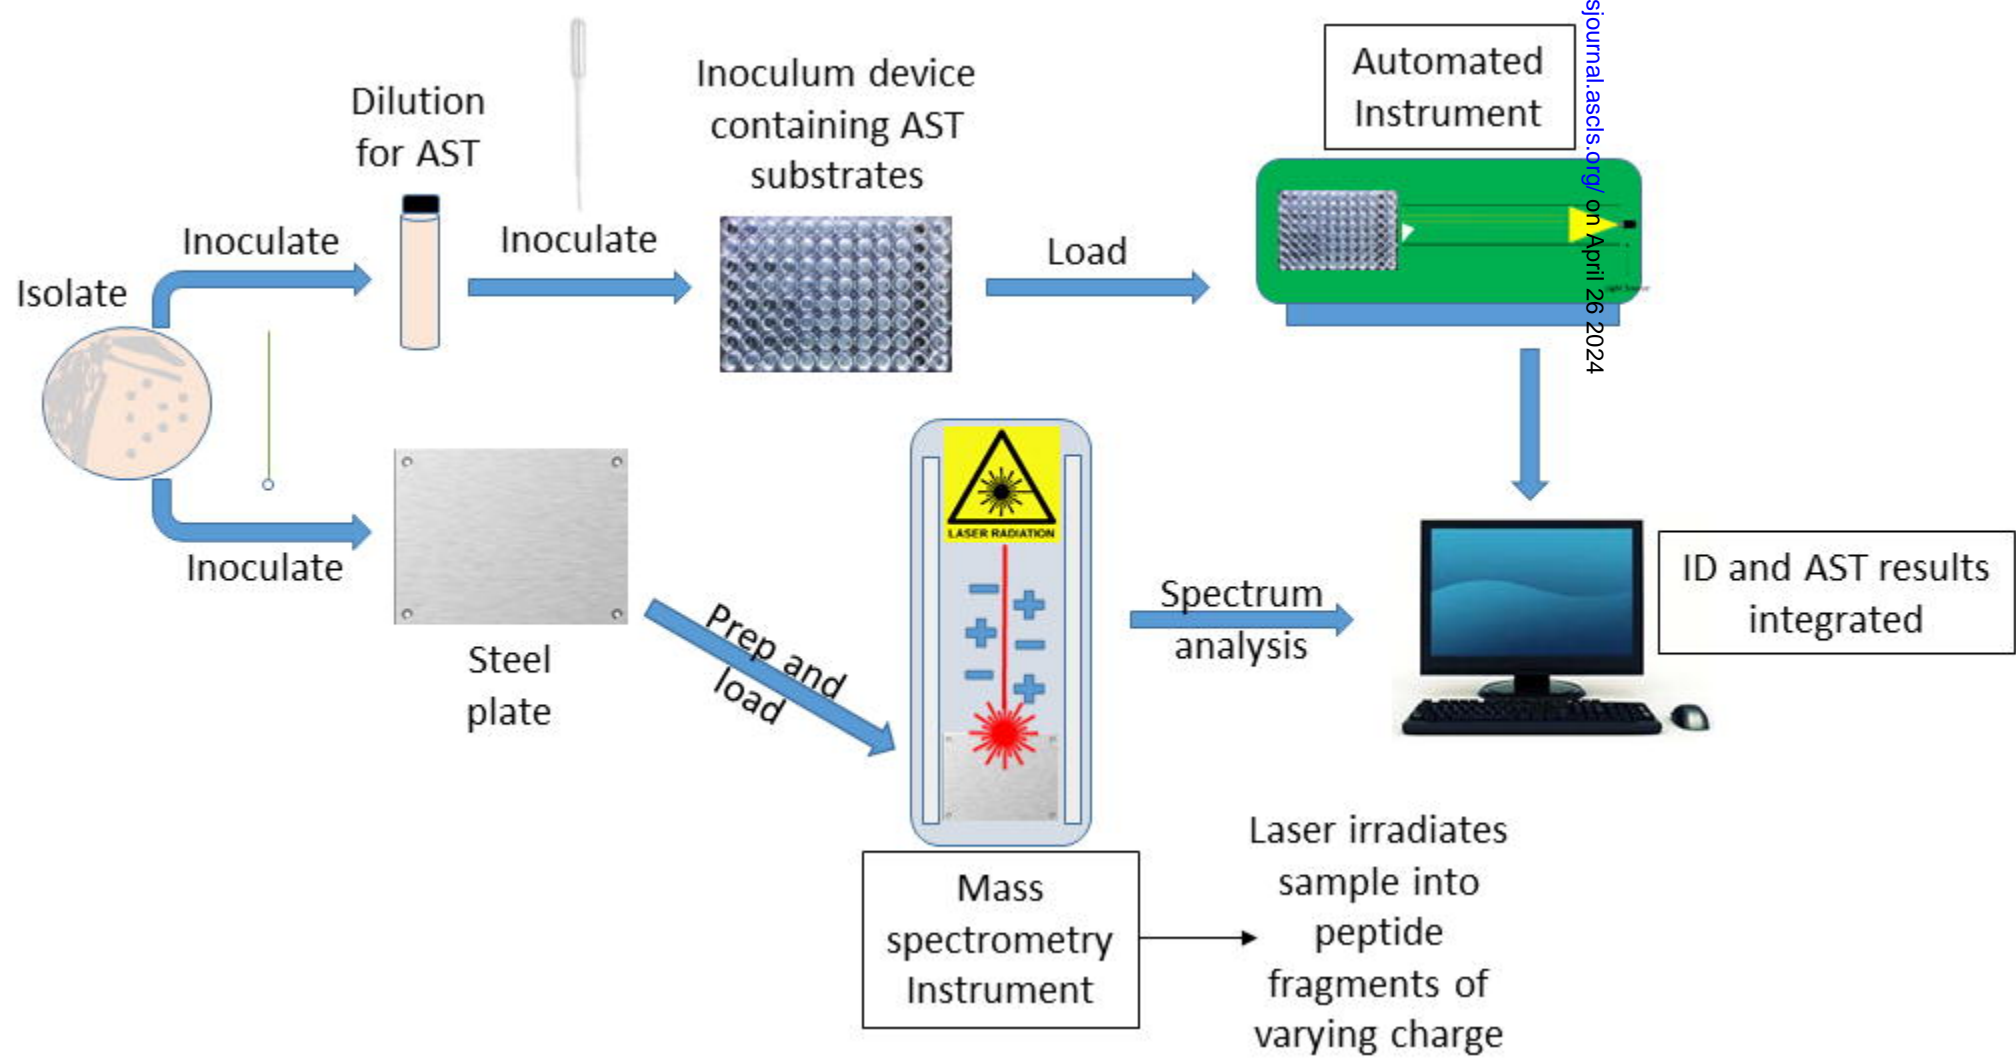 Isolate
Inoculate
Dilution
for AST
Inoculate
Inoculum device
containing AST
substrates
Load
Automated
Instrument
Light Source
sjournal.ascls.org/ on April 26 2024
Inoculate
Steel
plate
Prep and
load
LASER RADIATION
Spectrum
analysis
ID and AST results
integrated
Mass
spectrometry
Instrument
Laser irradiates
sample into
peptide
fragments of
varying charge